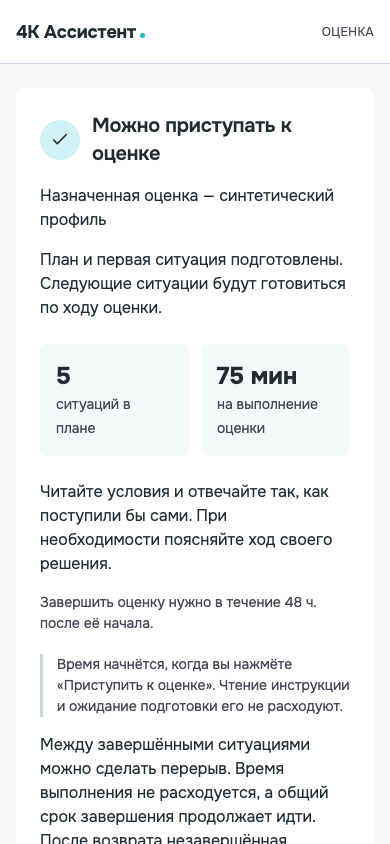 4К Ассистент
ОЦЕНКА
Можно приступать к
оценке
Назначенная оценка — синтетический
профиль
План и первая ситуация подготовлены.
Следующие ситуации будут готовиться
по ходу оценки.
5
ситуаций в
плане
75 мин
на выполнение
оценки
Читайте условия и отвечайте так, как
поступили бы сами. При
необходимости поясняйте ход своего
решения.
Завершить оценку нужно в течение 48 ч.
после её начала.
Время начнётся, когда вы нажмёте
«Приступить к оценке». Чтение инструкции
и ожидание подготовки его не расходуют.
Между завершёнными ситуациями
можно сделать перерыв. Время
выполнения не расходуется, а общий
срок завершения продолжает идти.
После возврата незавершённая